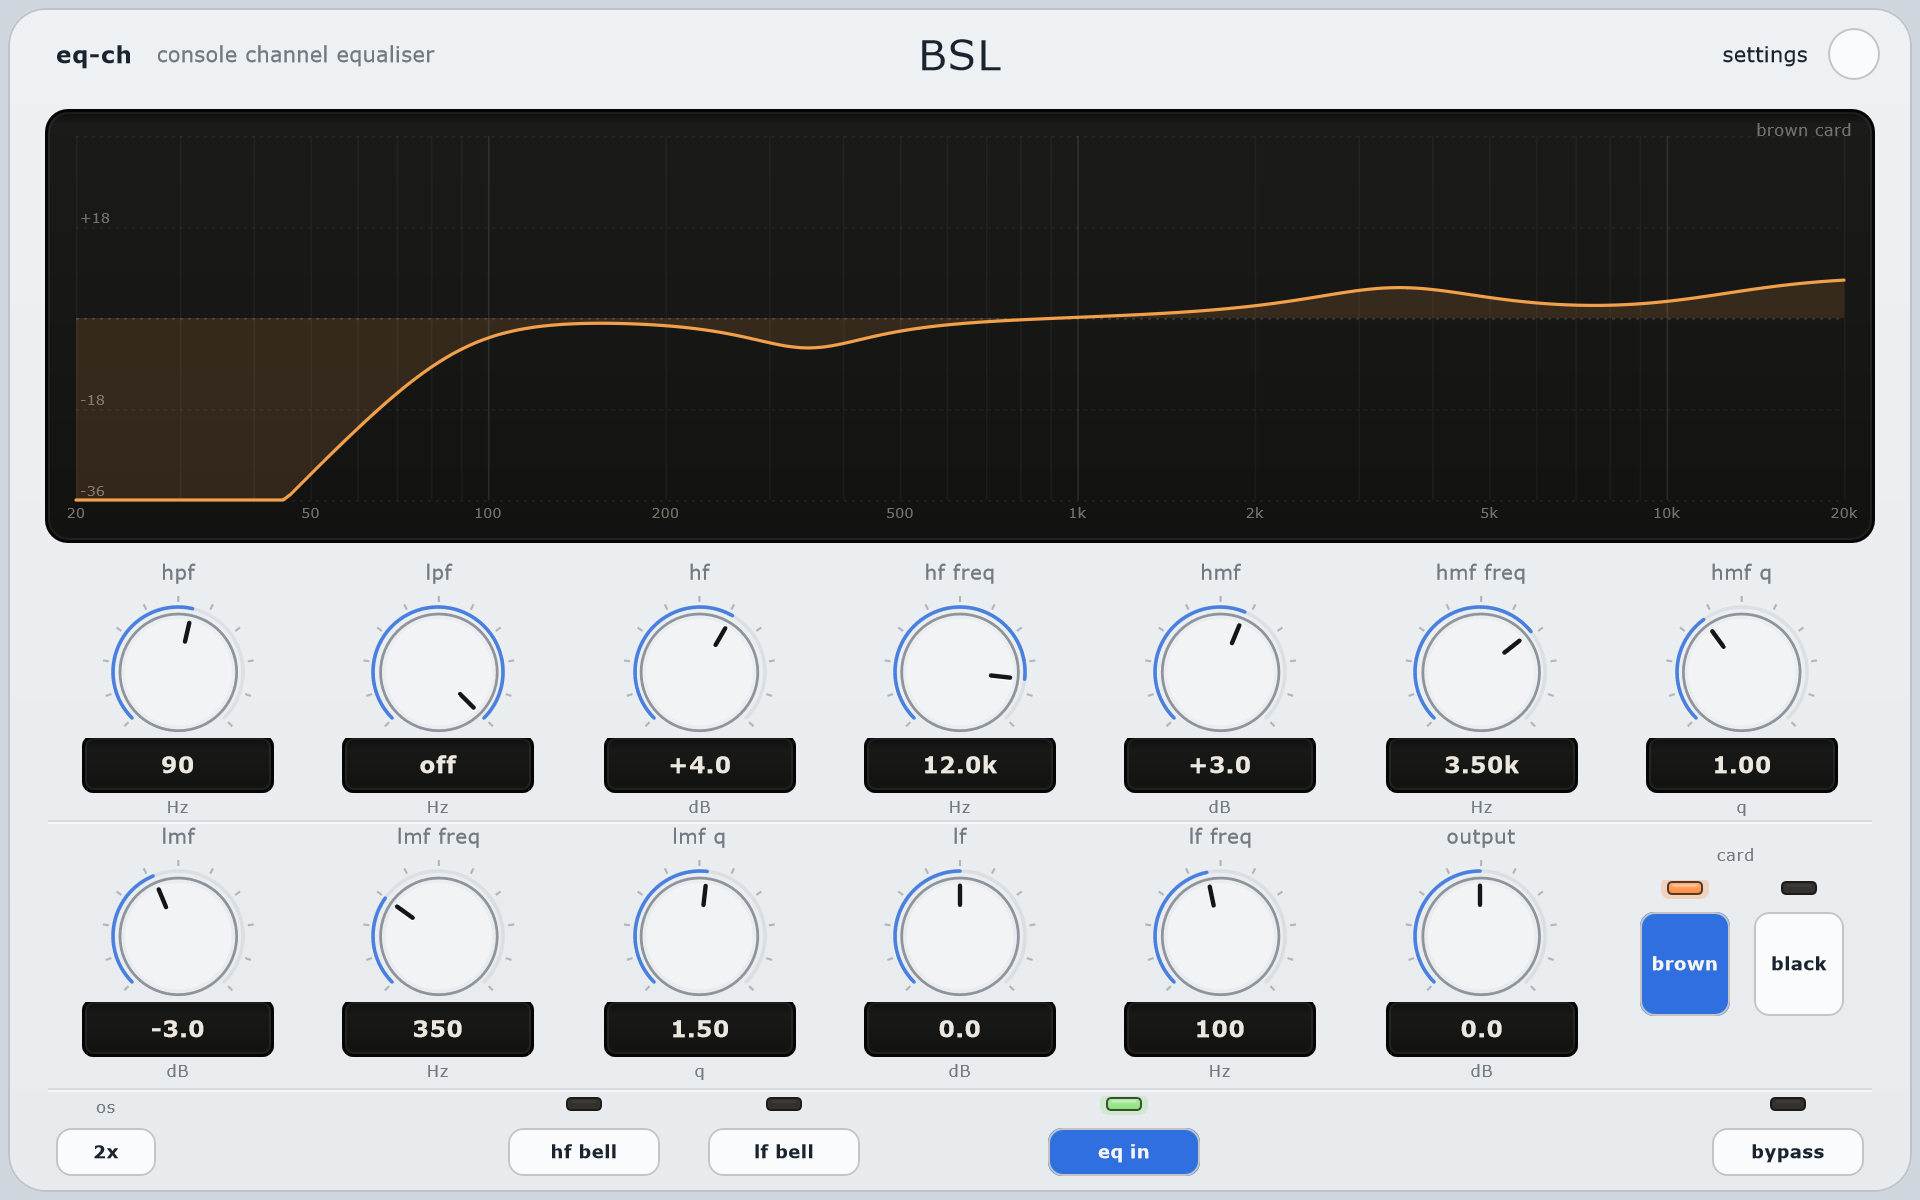 eq-ch console channel equaliser BSL settings
brown card
+18
-18
-36
20 50 100 200 500 1k 2k 5k 10k 20k
hpf lpf hf hf freq hmf hmf freq hmf q
90 off +4.0 12.0k +3.0 3.50k 1.00
Hz Hz dB Hz dB Hz q
lmf lmf freq lmf q lf lf freq output
card
brown black
-3.0 350 1.50 0.0 100 0.0
dB Hz q dB Hz dB
os
2x hf bell lf bell eq in bypass